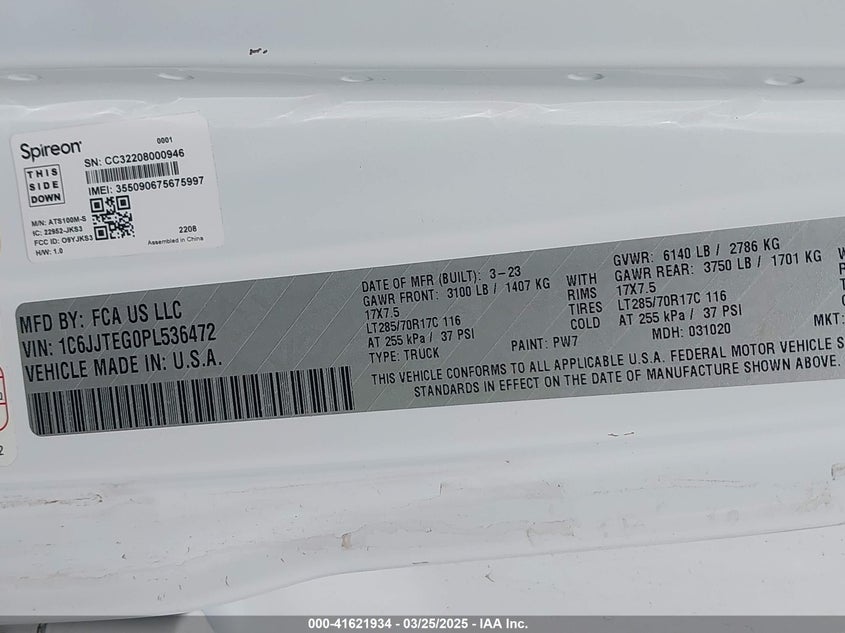 Spireon
0001
THIS
SIDE
DOWN
SN: CC32208000946
IMEI: 355090675675997
M/N: ATS100M-S
IC: 22952-JKS3
FCC ID: O9YJKS3
H/W: 1.0
2208
Assembled in China
MFD BY: FCA US LLC
VIN: 1C6JJTEG0PL536472
VEHICLE MADE IN: U.S.A.
DATE OF MFR (BUILT): 3-23
GAWR FRONT: 3100 LB / 1407 KG WITH
17X7.5 RIMS
LT285/70R17C 116 TIRES
AT 255 kPa / 37 PSI
TYPE: TRUCK
PAINT: PW7
GVWR: 6140 LB / 2786 KG
GAWR REAR: 3750 LB / 1701 KG
17X7.5
LT285/70R17C 116
AT 255 kPa / 37 PSI
MDH: 031020
MKT:
THIS VEHICLE CONFORMS TO ALL APPLICABLE U.S.A. FEDERAL MOTOR VEHICLE S
STANDARDS IN EFFECT ON THE DATE OF MANUFACTURE SHOWN ABOVE.
000-41621934 - 03/25/2025 - IAA Inc.